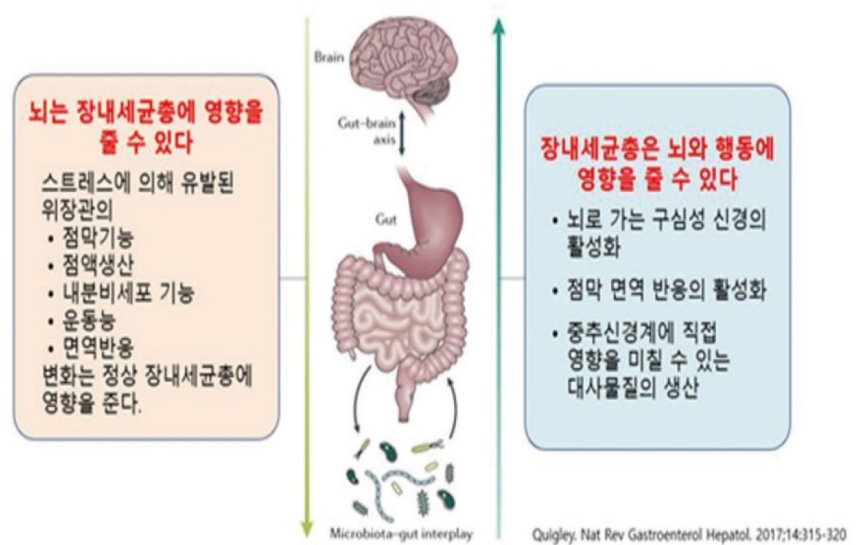 뇌는 장내세균총에 영향을
줄 수 있다
스트레스에 의해 유발된
위장관의
• 점막기능
• 점액생산
• 내분비세포 기능
• 운동능
• 면역반응
변화는 정상 장내세균총에
영향을 준다.
Brain
Gut-brain
axis
Gut
Microbiota-gut interplay
장내세균총은 뇌와 행동에
영향을 줄 수 있다
• 뇌로 가는 구심성 신경의
활성화
• 점막 면역 반응의 활성화
• 중추신경계에 직접
영향을 미칠 수 있는
대사물질의 생산
Quigley. Nat Rev Gastroenterol Hepatol. 2017;14:315-320